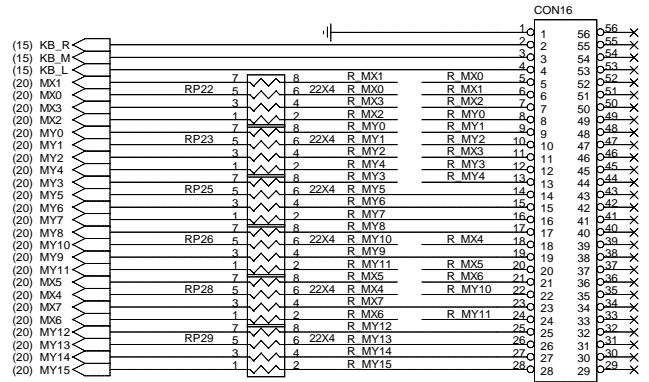 CON16
1 1 56 56
(15) KB_R 2 2 55 55
(15) KB_M 3 3 54 54
(15) KB_L 4 4 53 53
(20) MX1 7 8 R_MX1 R_MX0 5 5 52 52
(20) MX0 RP22 5 6 22X4 R_MX0 R_MX1 6 6 51 51
(20) MX3 3 4 R_MX3 R_MX2 7 7 50 50
(20) MX2 1 2 R_MX2 R_MY0 8 8 49 49
(20) MY0 7 8 R_MY0 R_MY1 9 9 48 48
(20) MY1 RP23 5 6 22X4 R_MY1 R_MY2 10 10 47 47
(20) MY2 3 4 R_MY2 R_MX3 11 11 46 46
(20) MY4 1 2 R_MY4 R_MY3 12 12 45 45
(20) MY3 7 8 R_MY3 R_MY4 13 13 44 44
(20) MY5 RP25 5 6 22X4 R_MY5 14 14 43 43
(20) MY6 3 4 R_MY6 15 15 42 42
(20) MY7 1 2 R_MY7 16 16 41 41
(20) MY8 7 8 R_MY8 17 17 40 40
(20) MY10 RP26 5 6 22X4 R_MY10 R_MX4 18 18 39 39
(20) MY9 3 4 R_MY9 19 19 38 38
(20) MY11 1 2 R_MY11 R_MX5 20 20 37 37
(20) MX5 7 8 R_MX5 R_MX6 21 21 36 36
(20) MX4 RP28 5 6 22X4 R_MX4 R_MY10 22 22 35 35
(20) MX7 3 4 R_MX7 23 23 34 34
(20) MX6 1 2 R_MX6 R_MY11 24 24 33 33
(20) MY12 7 8 R_MY12 25 25 32 32
(20) MY13 RP29 5 6 22X4 R_MY13 26 26 31 31
(20) MY14 3 4 R_MY14 27 27 30 30
(20) MY15 1 2 R_MY15 28 28 29 29